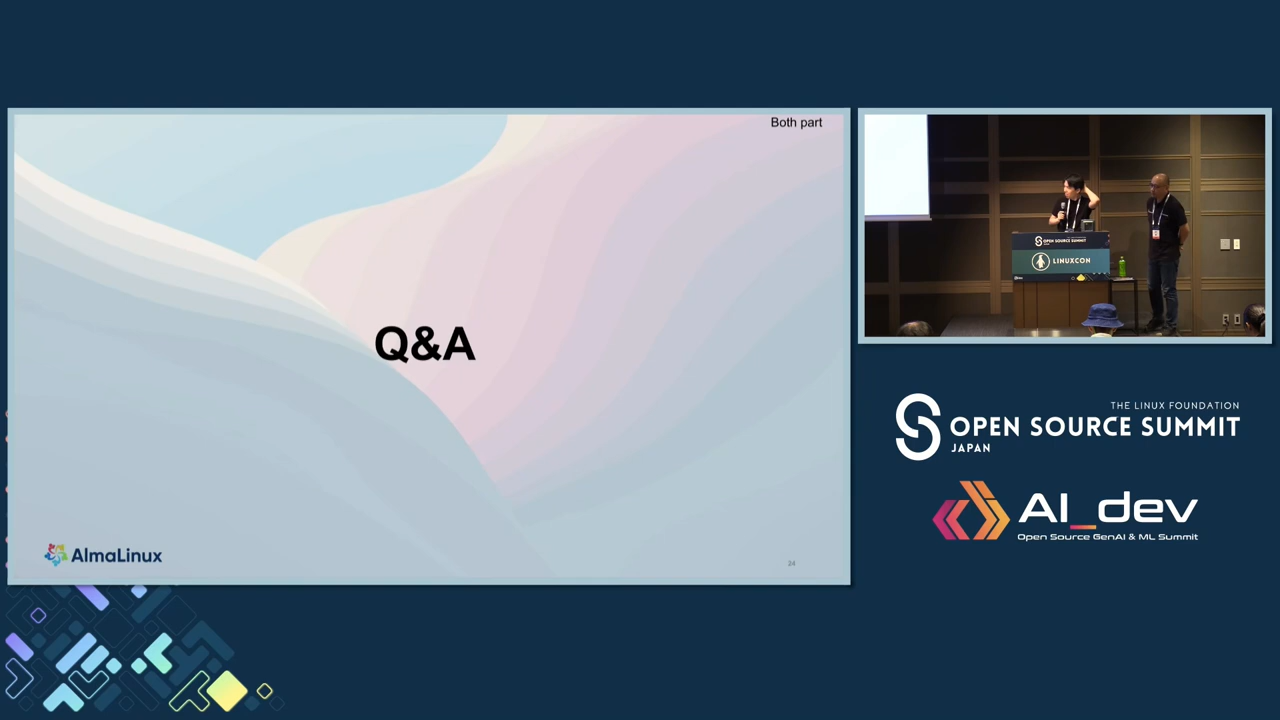 Both part
Q&A
AlmaLinux
24
OPEN SOURCE SUMMIT
LINUXCON
THE LINUX FOUNDATION
OPEN SOURCE SUMMIT
JAPAN
AI_dev
Open Source GenAI & ML Summit